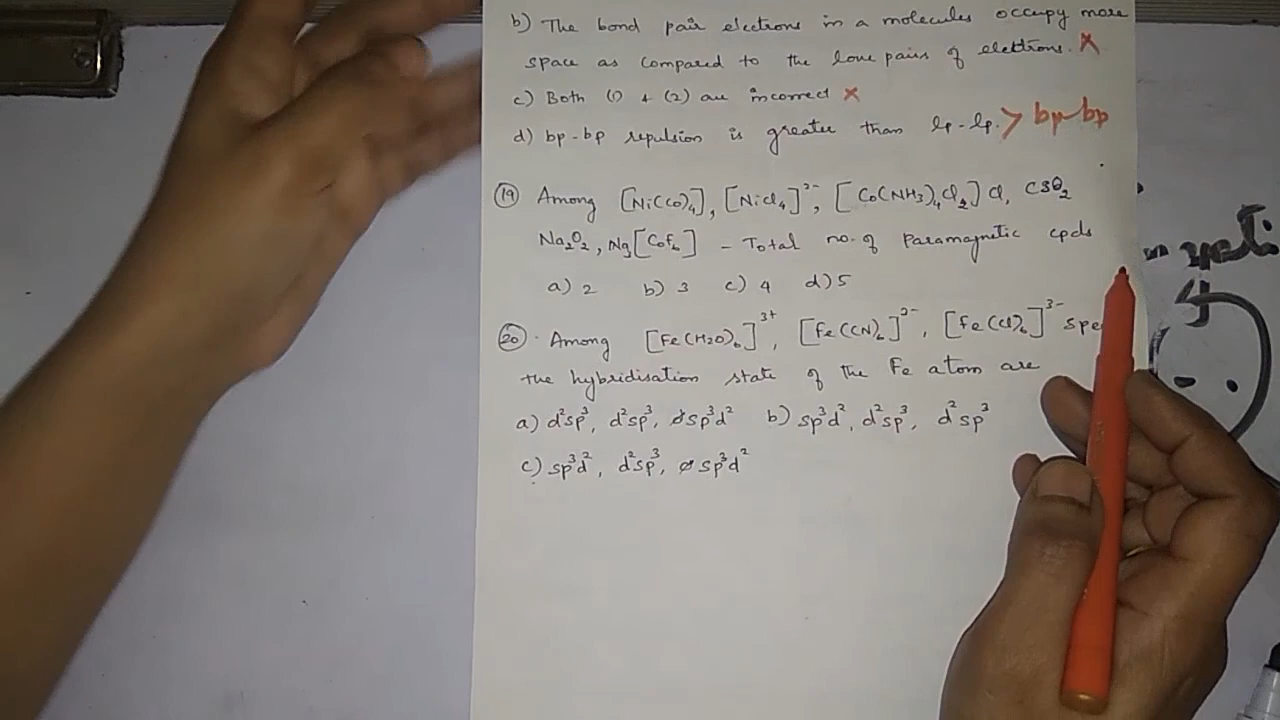 b) The bond pair electrons in a molecules occupy more
space as compared to the lone pairs of elektrons. ×
c) Both (1) & (2) are incorrect ×
d) bp-bp repulsion is greater than lp-lp. > bp-bp
(19) Among [Ni(CO)₄], [NiCl₄]²⁻, [Co(NH3)₄Cl₂]Cl, CSO₂
Na₂O₂, Na₃[CoF₆] - Total no. of Paramagnetic cpds
a) 2 b) 3 c) 4 d) 5
(20) Among [Fe(H2O)₆]³⁺, [Fe(CN)₆]²⁻, [Fe(Cl)₆]³⁻ spe
the hybridisation state of the Fe atom are
a) d²sp³, d²sp³, sp³d² b) sp³d², d²sp³, d²sp³
c) sp³d², d²sp³, sp³d²